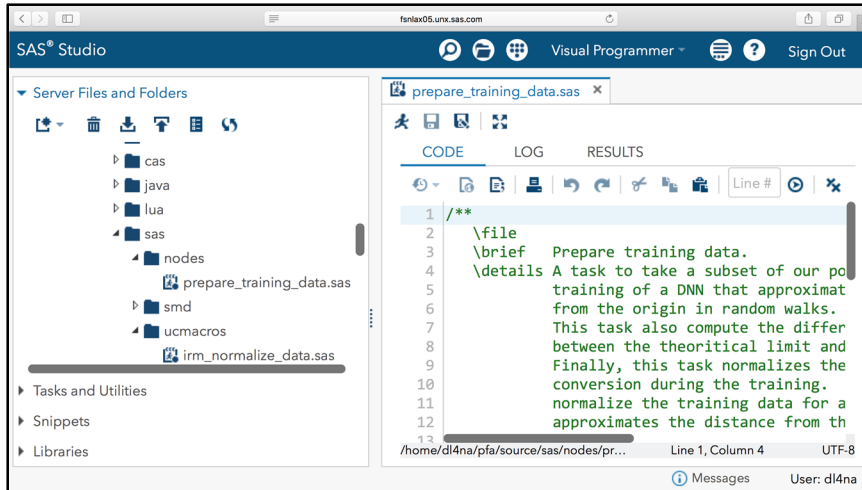 fsnlax05.unx.sas.com
SAS® Studio
Visual Programmer
Sign Out
Server Files and Folders
cas
java
lua
sas
nodes
prepare_training_data.sas
smd
ucmacros
irm_normalize_data.sas
Tasks and Utilities
Snippets
Libraries
prepare_training_data.sas
CODE LOG RESULTS
Line #
1 /**
2 \file
3 \brief Prepare training data.
4 \details A task to take a subset of our po
5 training of a DNN that approximat
6 from the origin in random walks.
7 This task also compute the differ
8 between the theoritical limit and
9 Finally, this task normalizes the
10 conversion during the training.
11 normalize the training data for a
12 approximates the distance from th
13
/home/dl4na/pfa/source/sas/nodes/pr... Line 1, Column 4 UTF-8
Messages User: dl4na